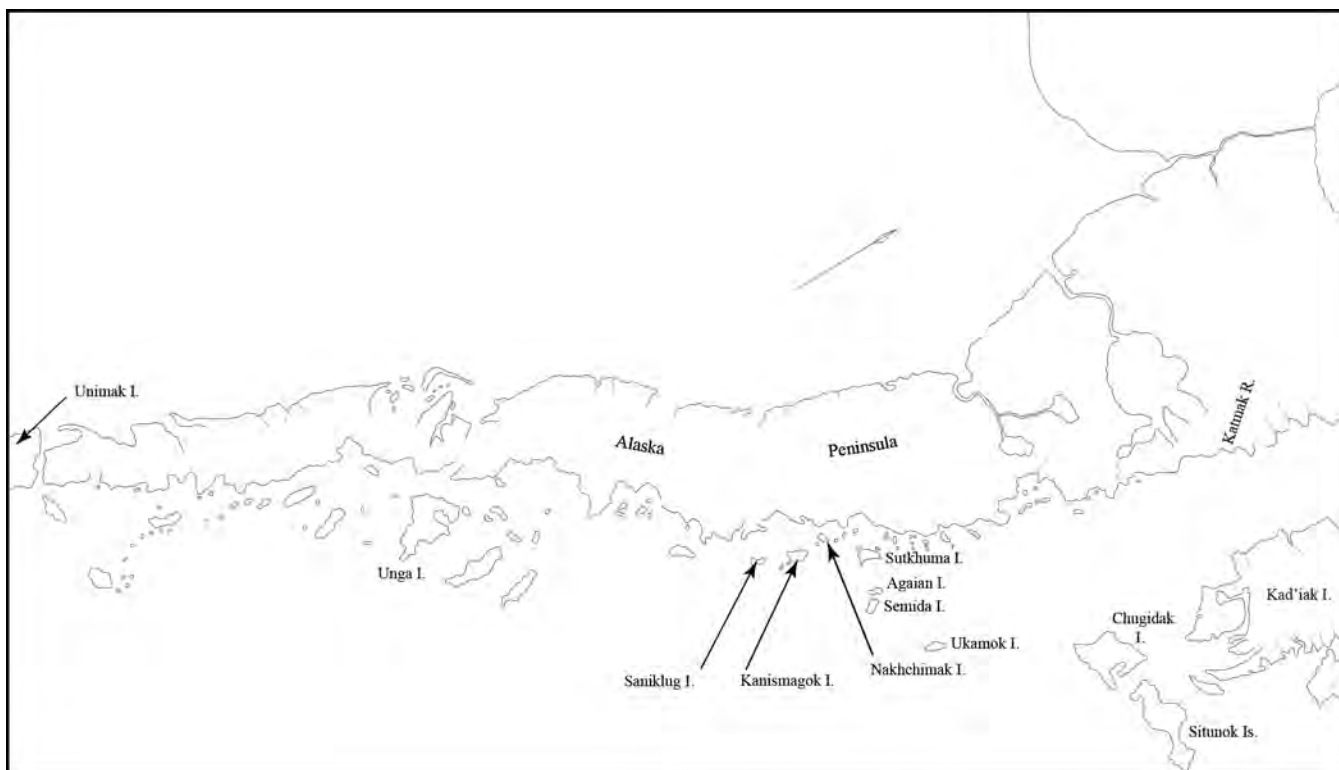 Unimak I.
Katmak R.
Alaska
Peninsula
Unga I.
Sutkhuma I.
Agaian I.
Semida I.
Kad'iak I.
Chugidak
I.
Ukamok I.
Nakhchimak I.
Saniklug I.
Kanismagok I.
Situnok Is.